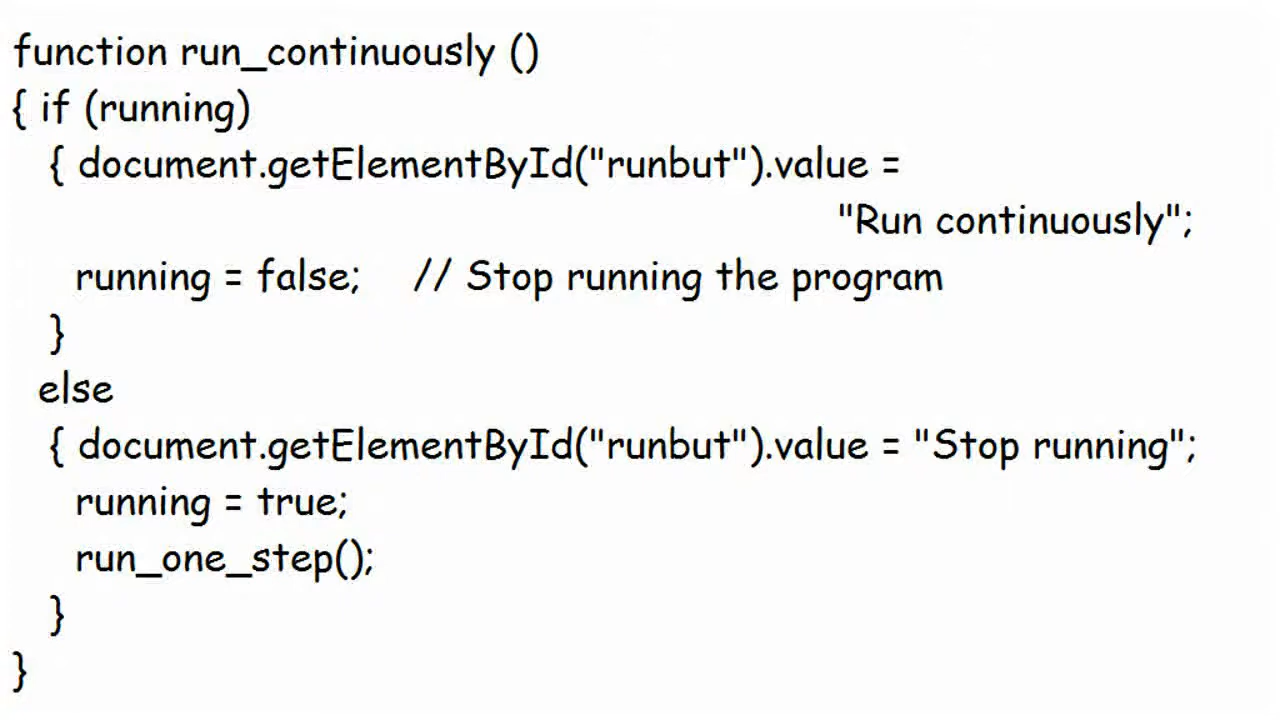 function run_continuously ()
{ if (running)
{ document.getElementById("runbut").value =
"Run continuously";
running = false; // Stop running the program
}
else
{ document.getElementById("runbut").value = "Stop running";
running = true;
run_one_step();
}
}